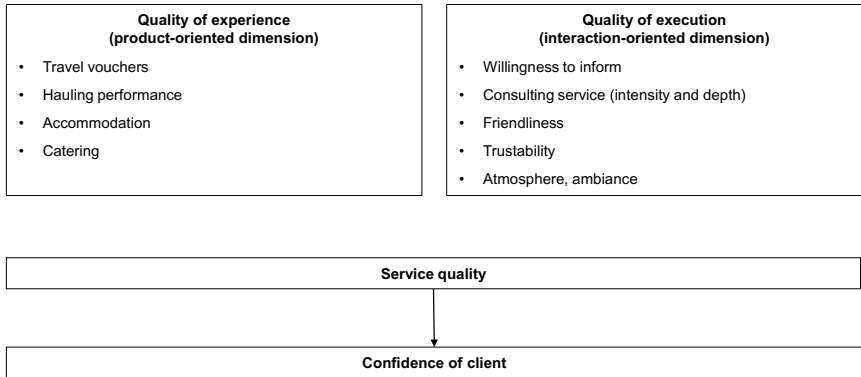 Quality of experience
(product-oriented dimension)
• Travel vouchers
• Hauling performance
• Accommodation
• Catering
Quality of execution
(interaction-oriented dimension)
• Willingness to inform
• Consulting service (intensity and depth)
• Friendliness
• Trustability
• Atmosphere, ambiance
Service quality
Confidence of client